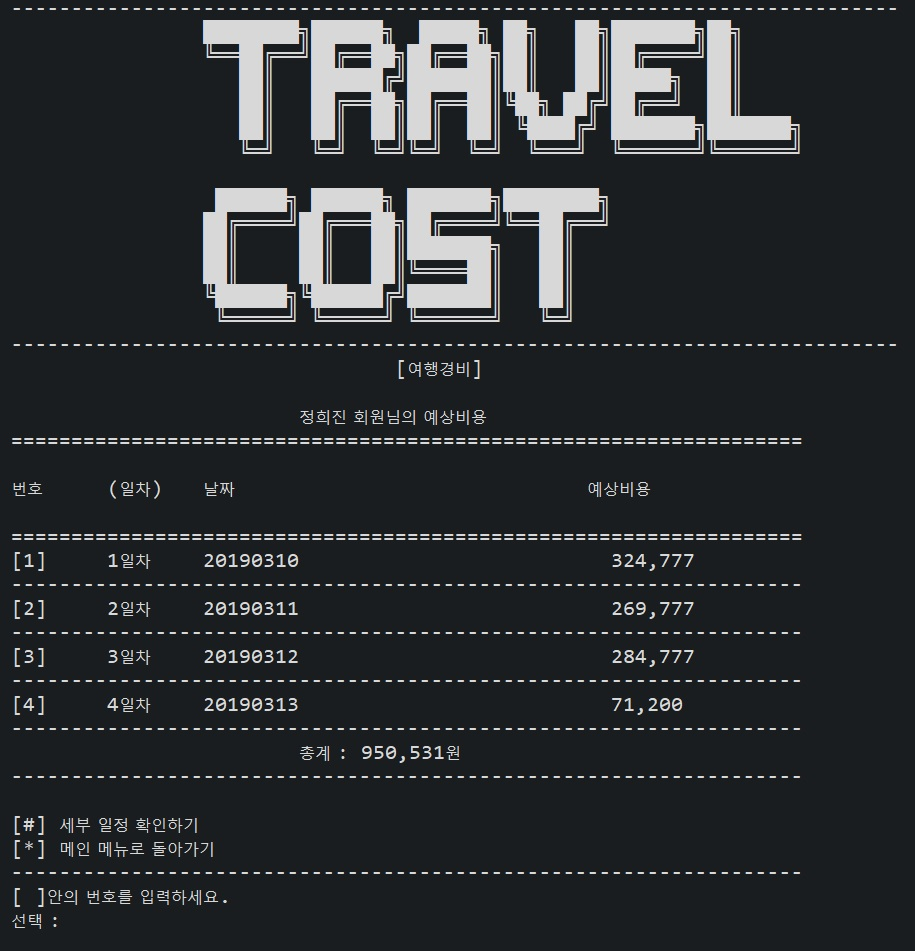 TRAVEL
COST
[여행경비]
정희진 회원님의 예상비용
번호 (일차) 날짜 예상비용
[1] 1일차 20190310 324,777
[2] 2일차 20190311 269,777
[3] 3일차 20190312 284,777
[4] 4일차 20190313 71,200
총계 : 950,531원
[#] 세부 일정 확인하기
[*] 메인 메뉴로 돌아가기
[ ]안의 번호를 입력하세요.
선택 :